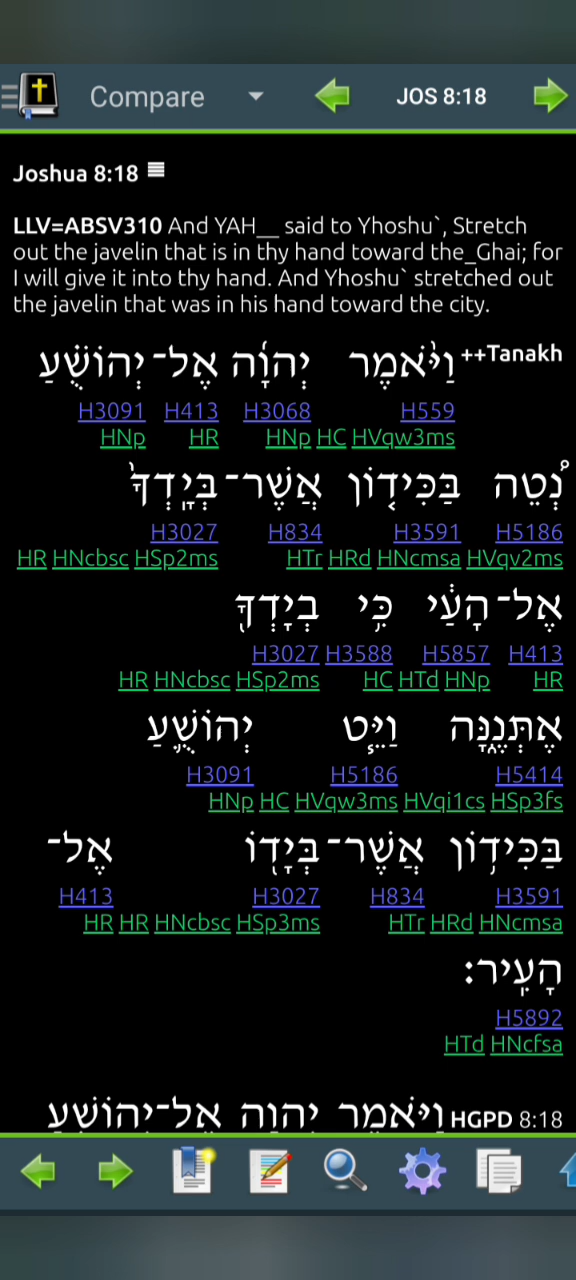 Compare JOS 8:18
Joshua 8:18
LLV=ABSV310 And YAH__ said to Yhoshu`, Stretch
out the javelin that is in thy hand toward the_Ghai; for
I will give it into thy hand. And Yhoshu` stretched out
the javelin that was in his hand toward the city.
++Tanakh וַיֹּ֨אמֶר יְהוָ֜ה אֶל־ יְהוֹשֻׁ֗עַ
H3091 H413 H3068 H559
HNp HR HNp HC HVqw3ms
נְ֠טֵה בַּכִּיד֤וֹן אֲשֶׁר־ בְּיָֽדְךָ֙
H3027 H834 H3591 H5186
HR HNcbsc HSp2ms HTr HRd HNcmsa HVqv2ms
אֶל־ הָעַ֔י כִּ֥י בְיָדְךָ֖
H3027 H3588 H5857 H413
HR HNcbsc HSp2ms HC HTd HNp HR
אֶתְּנֶ֑נָּה וַיֵּ֧ט יְהוֹשֻׁ֛עַ
H3091 H5186 H5414
HNp HC HVqw3ms HVqi1cs HSp3fs
בַּכִּיד֥וֹן אֲשֶׁר־ בְּיָד֖וֹ אֶל־
H413 H3027 H834 H3591
HR HR HNcbsc HSp3ms HTr HRd HNcmsa
הָעִֽיר׃
H5892
HTd HNcfsa
HGPD 8:18 וַיֹּאמֶר יְהוָה אֶל־יְהוֹשֻׁעַ